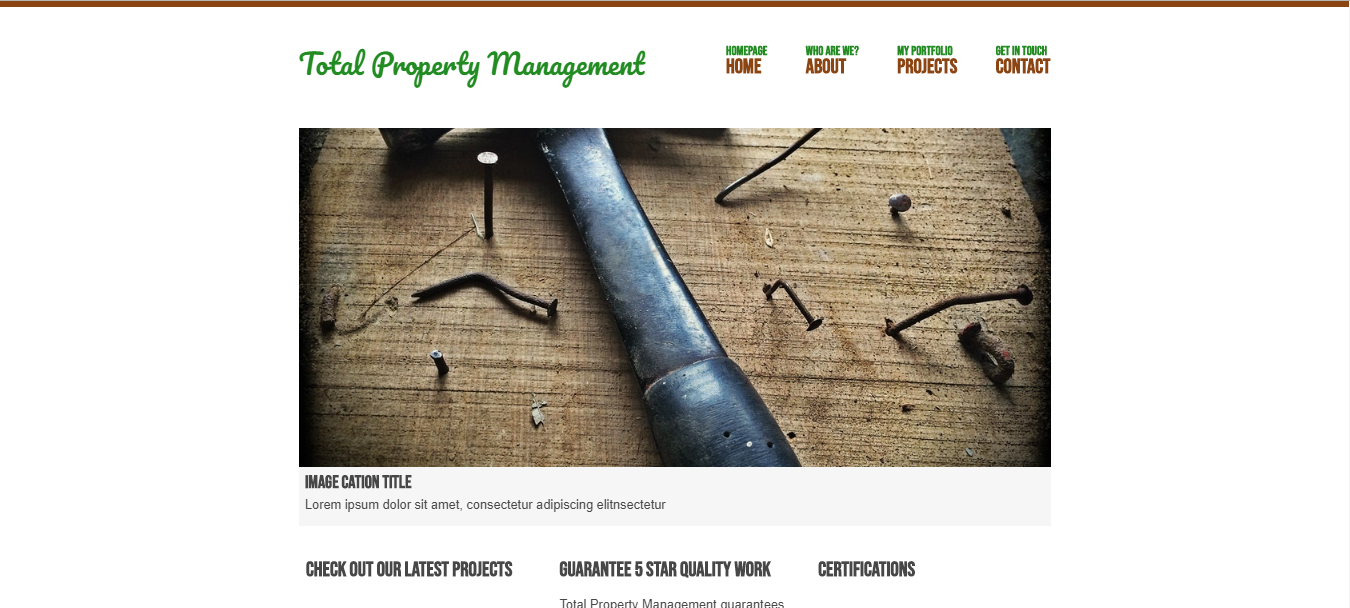 Total Property Management
HOMEPAGE
HOME
WHO ARE WE?
ABOUT
MY PORTFOLIO
PROJECTS
GET IN TOUCH
CONTACT
IMAGE CATION TITLE
Lorem ipsum dolor sit amet, consectetur adipiscing elitnsectetur
CHECK OUT OUR LATEST PROJECTS
GUARANTEE 5 STAR QUALITY WORK
Total Property Management guarantees
CERTIFICATIONS